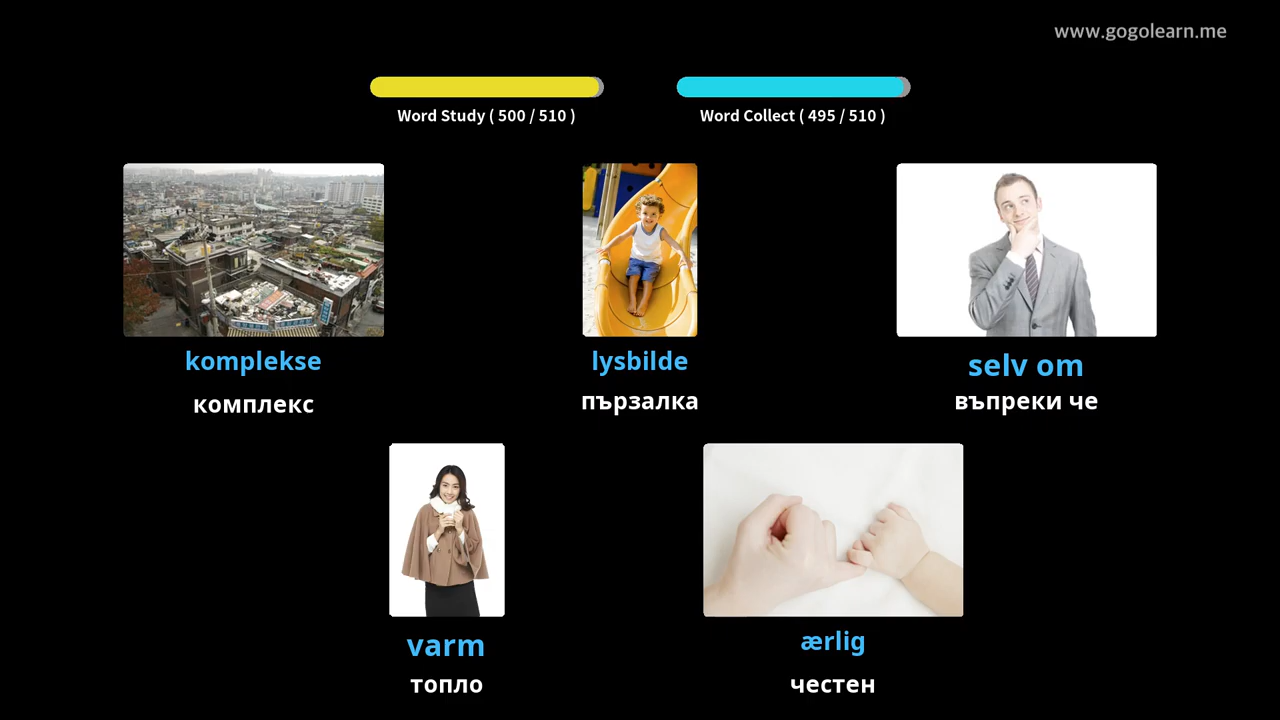 www.gogolearn.me
Word Study ( 500 / 510 )
Word Collect ( 495 / 510 )
komplekse
комплекс
lysbilde
пързалка
selv om
въпреки че
varm
топло
ærlig
честен